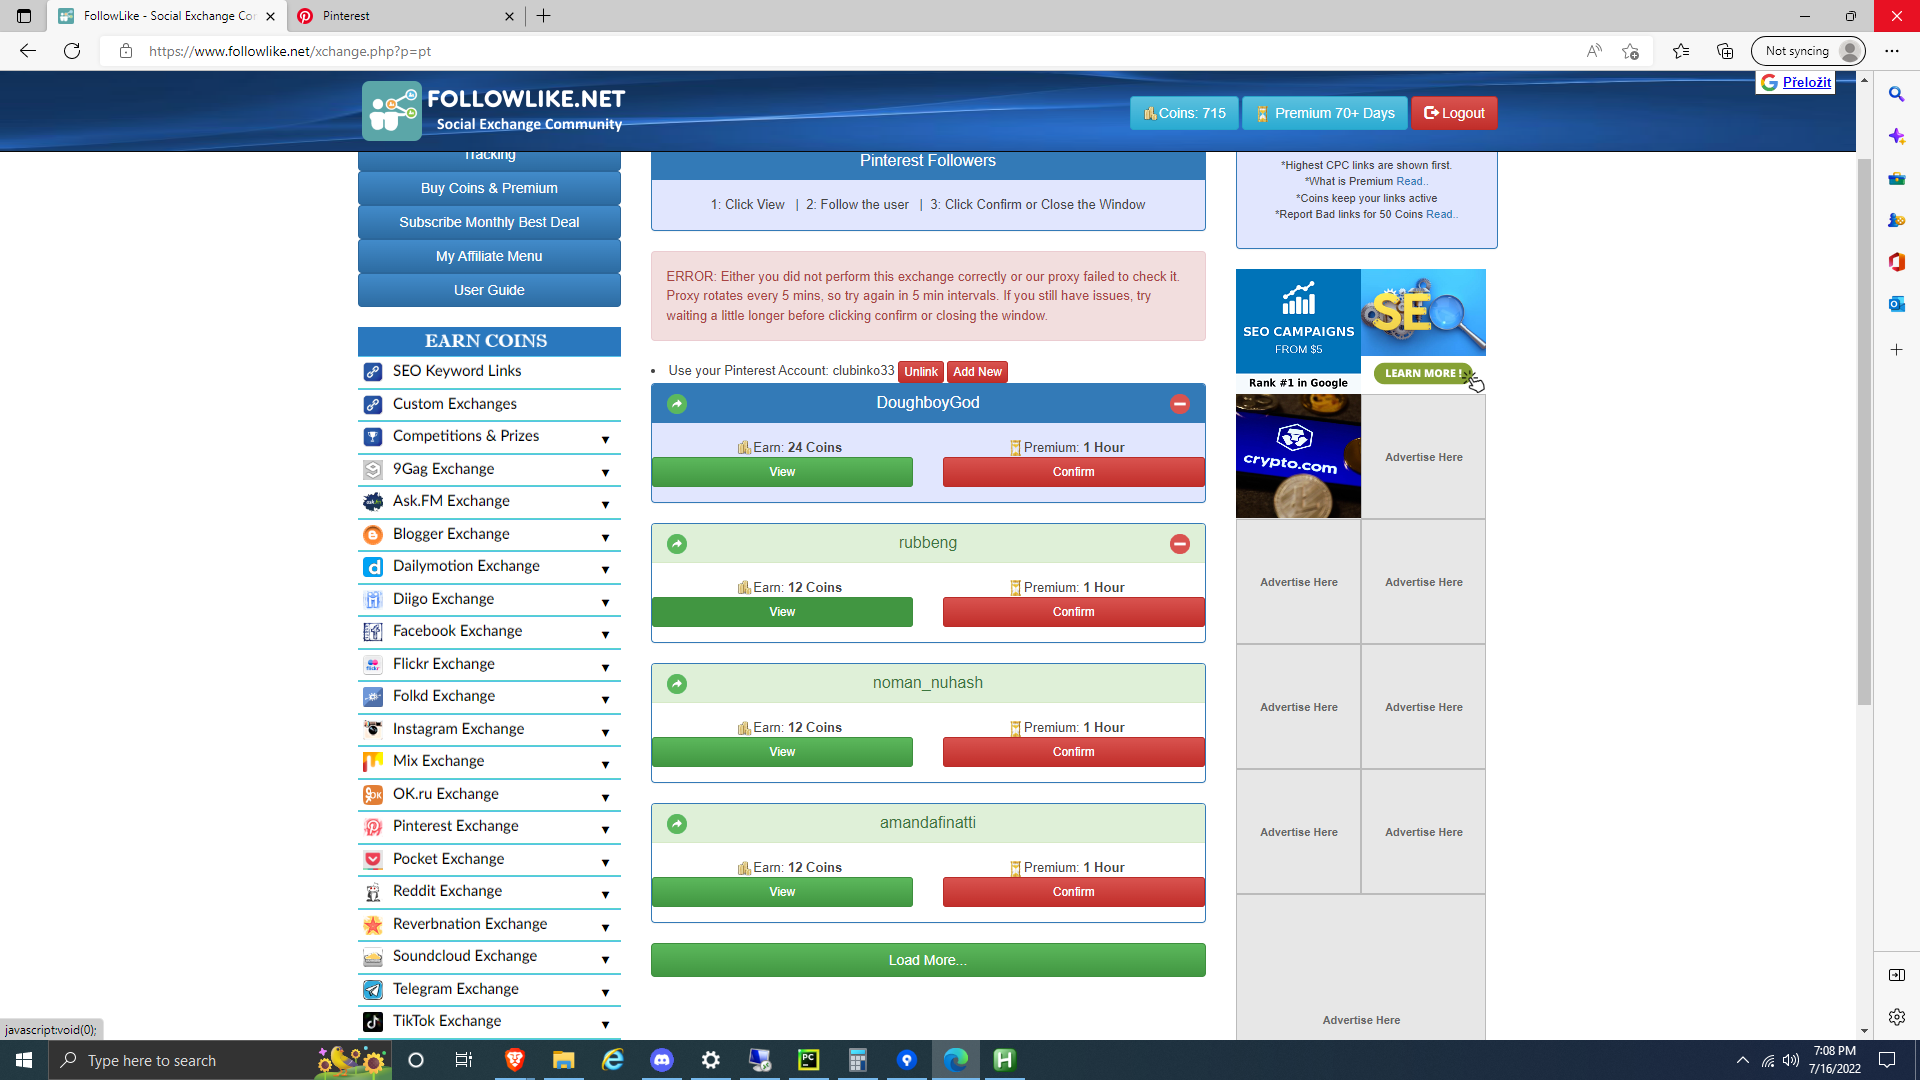 FollowLike - Social Exchange Co
Pinterest
https://www.followlike.net/xchange.php?p=pt
Not syncing
Přeložit
FOLLOWLIKE.NET
Social Exchange Community
Coins: 715
Premium 70+ Days
Logout
Tracking
Buy Coins & Premium
Subscribe Monthly Best Deal
My Affiliate Menu
User Guide
EARN COINS
SEO Keyword Links
Custom Exchanges
Competitions & Prizes
9Gag Exchange
Ask.FM Exchange
Blogger Exchange
Dailymotion Exchange
Diigo Exchange
Facebook Exchange
Flickr Exchange
Folkd Exchange
Instagram Exchange
Mix Exchange
OK.ru Exchange
Pinterest Exchange
Pocket Exchange
Reddit Exchange
Reverbnation Exchange
Soundcloud Exchange
Telegram Exchange
TikTok Exchange
Pinterest Followers
1: Click View | 2: Follow the user | 3: Click Confirm or Close the Window
ERROR: Either you did not perform this exchange correctly or our proxy failed to check it.
Proxy rotates every 5 mins, so try again in 5 min intervals. If you still have issues, try
waiting a little longer before clicking confirm or closing the window.
Use your Pinterest Account: clubinko33 Unlink Add New
DoughboyGod
Earn: 24 Coins
Premium: 1 Hour
View
Confirm
rubbeng
Earn: 12 Coins
Premium: 1 Hour
View
Confirm
noman_nuhash
Earn: 12 Coins
Premium: 1 Hour
View
Confirm
amandafinatti
Earn: 12 Coins
Premium: 1 Hour
View
Confirm
Load More...
*Highest CPC links are shown first.
*What is Premium Read..
*Coins keep your links active
*Report Bad links for 50 Coins Read..
SEO CAMPAIGNS
FROM $5
Rank #1 in Google
SE
LEARN MORE !
crypto.com
Advertise Here
Advertise Here
Advertise Here
Advertise Here
Advertise Here
Advertise Here
Advertise Here
Advertise Here
javascript:void(0);
Type here to search
PC
H
7:08 PM
7/16/2022